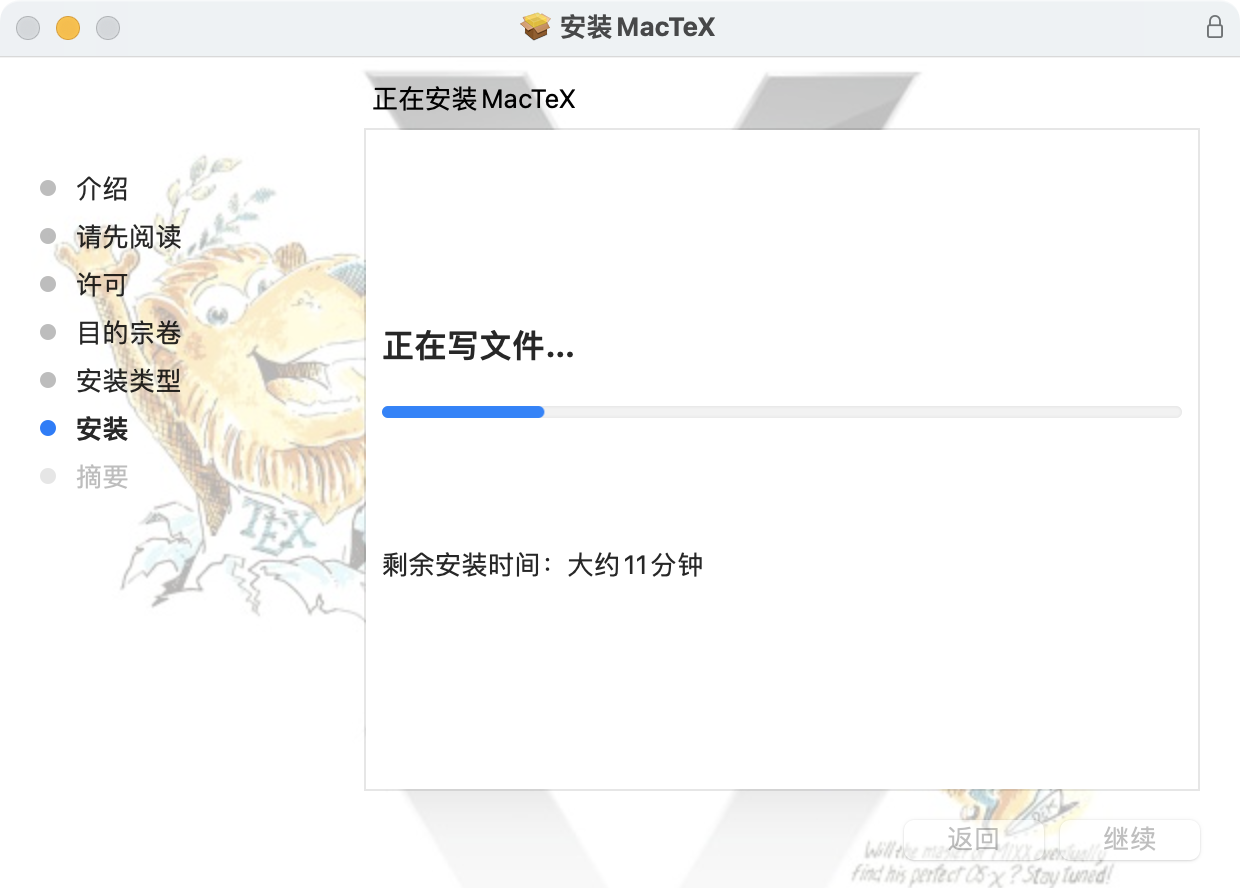 安装 MacTeX
正在安装 MacTeX
介绍
请先阅读
许可
目的宗卷
安装类型
安装
摘要
TEX
正在写文件...
剩余安装时间：大约 11 分钟
返回
继续
Will the master of MIXX eventually
find his perfect OS X? Stay tuned!